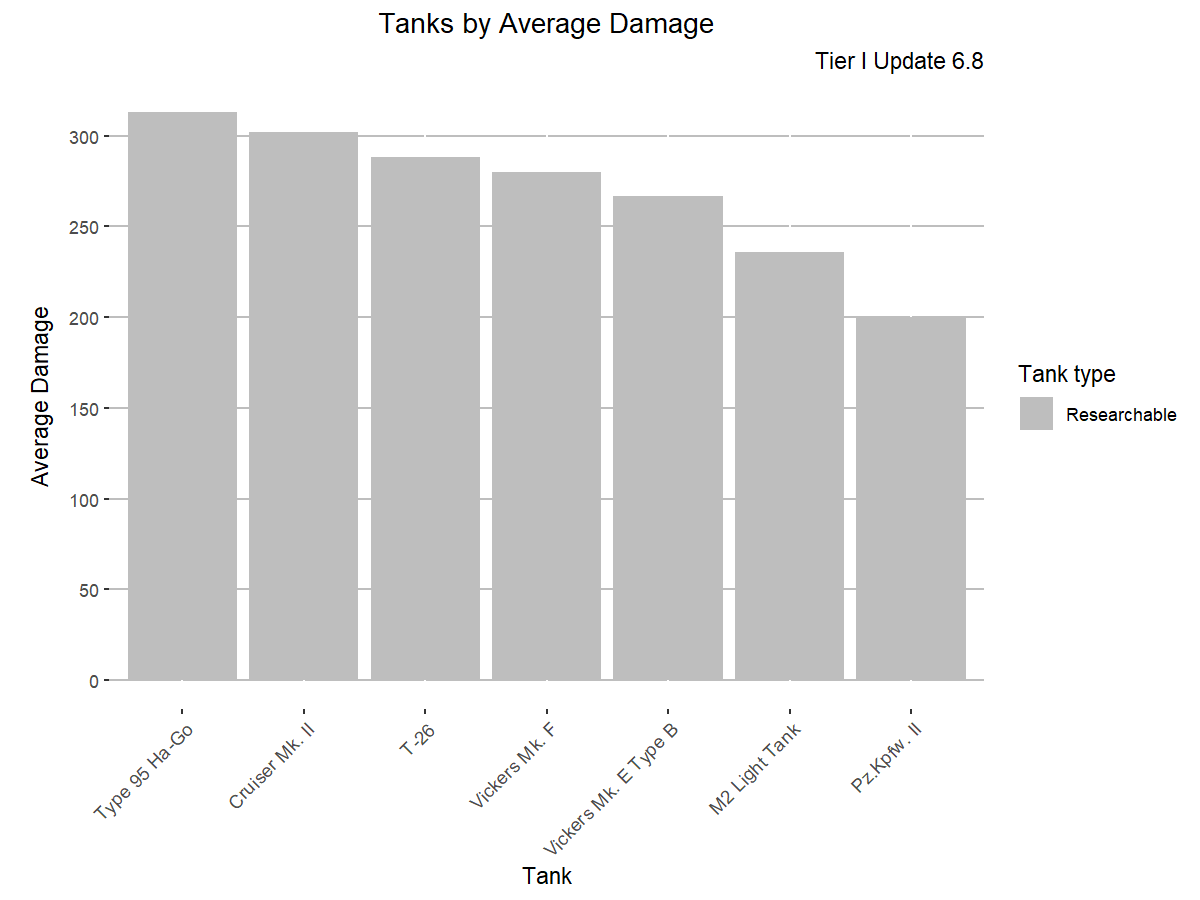 Tanks by Average Damage
Tier I Update 6.8
Average Damage
300
250
200
150
100
50
0
Type 95 Ha-Go
Cruiser Mk. II
T-26
Vickers Mk. F
Vickers Mk. E Type B
M2 Light Tank
Pz.Kpfw. II
Tank
Tank type
Researchable